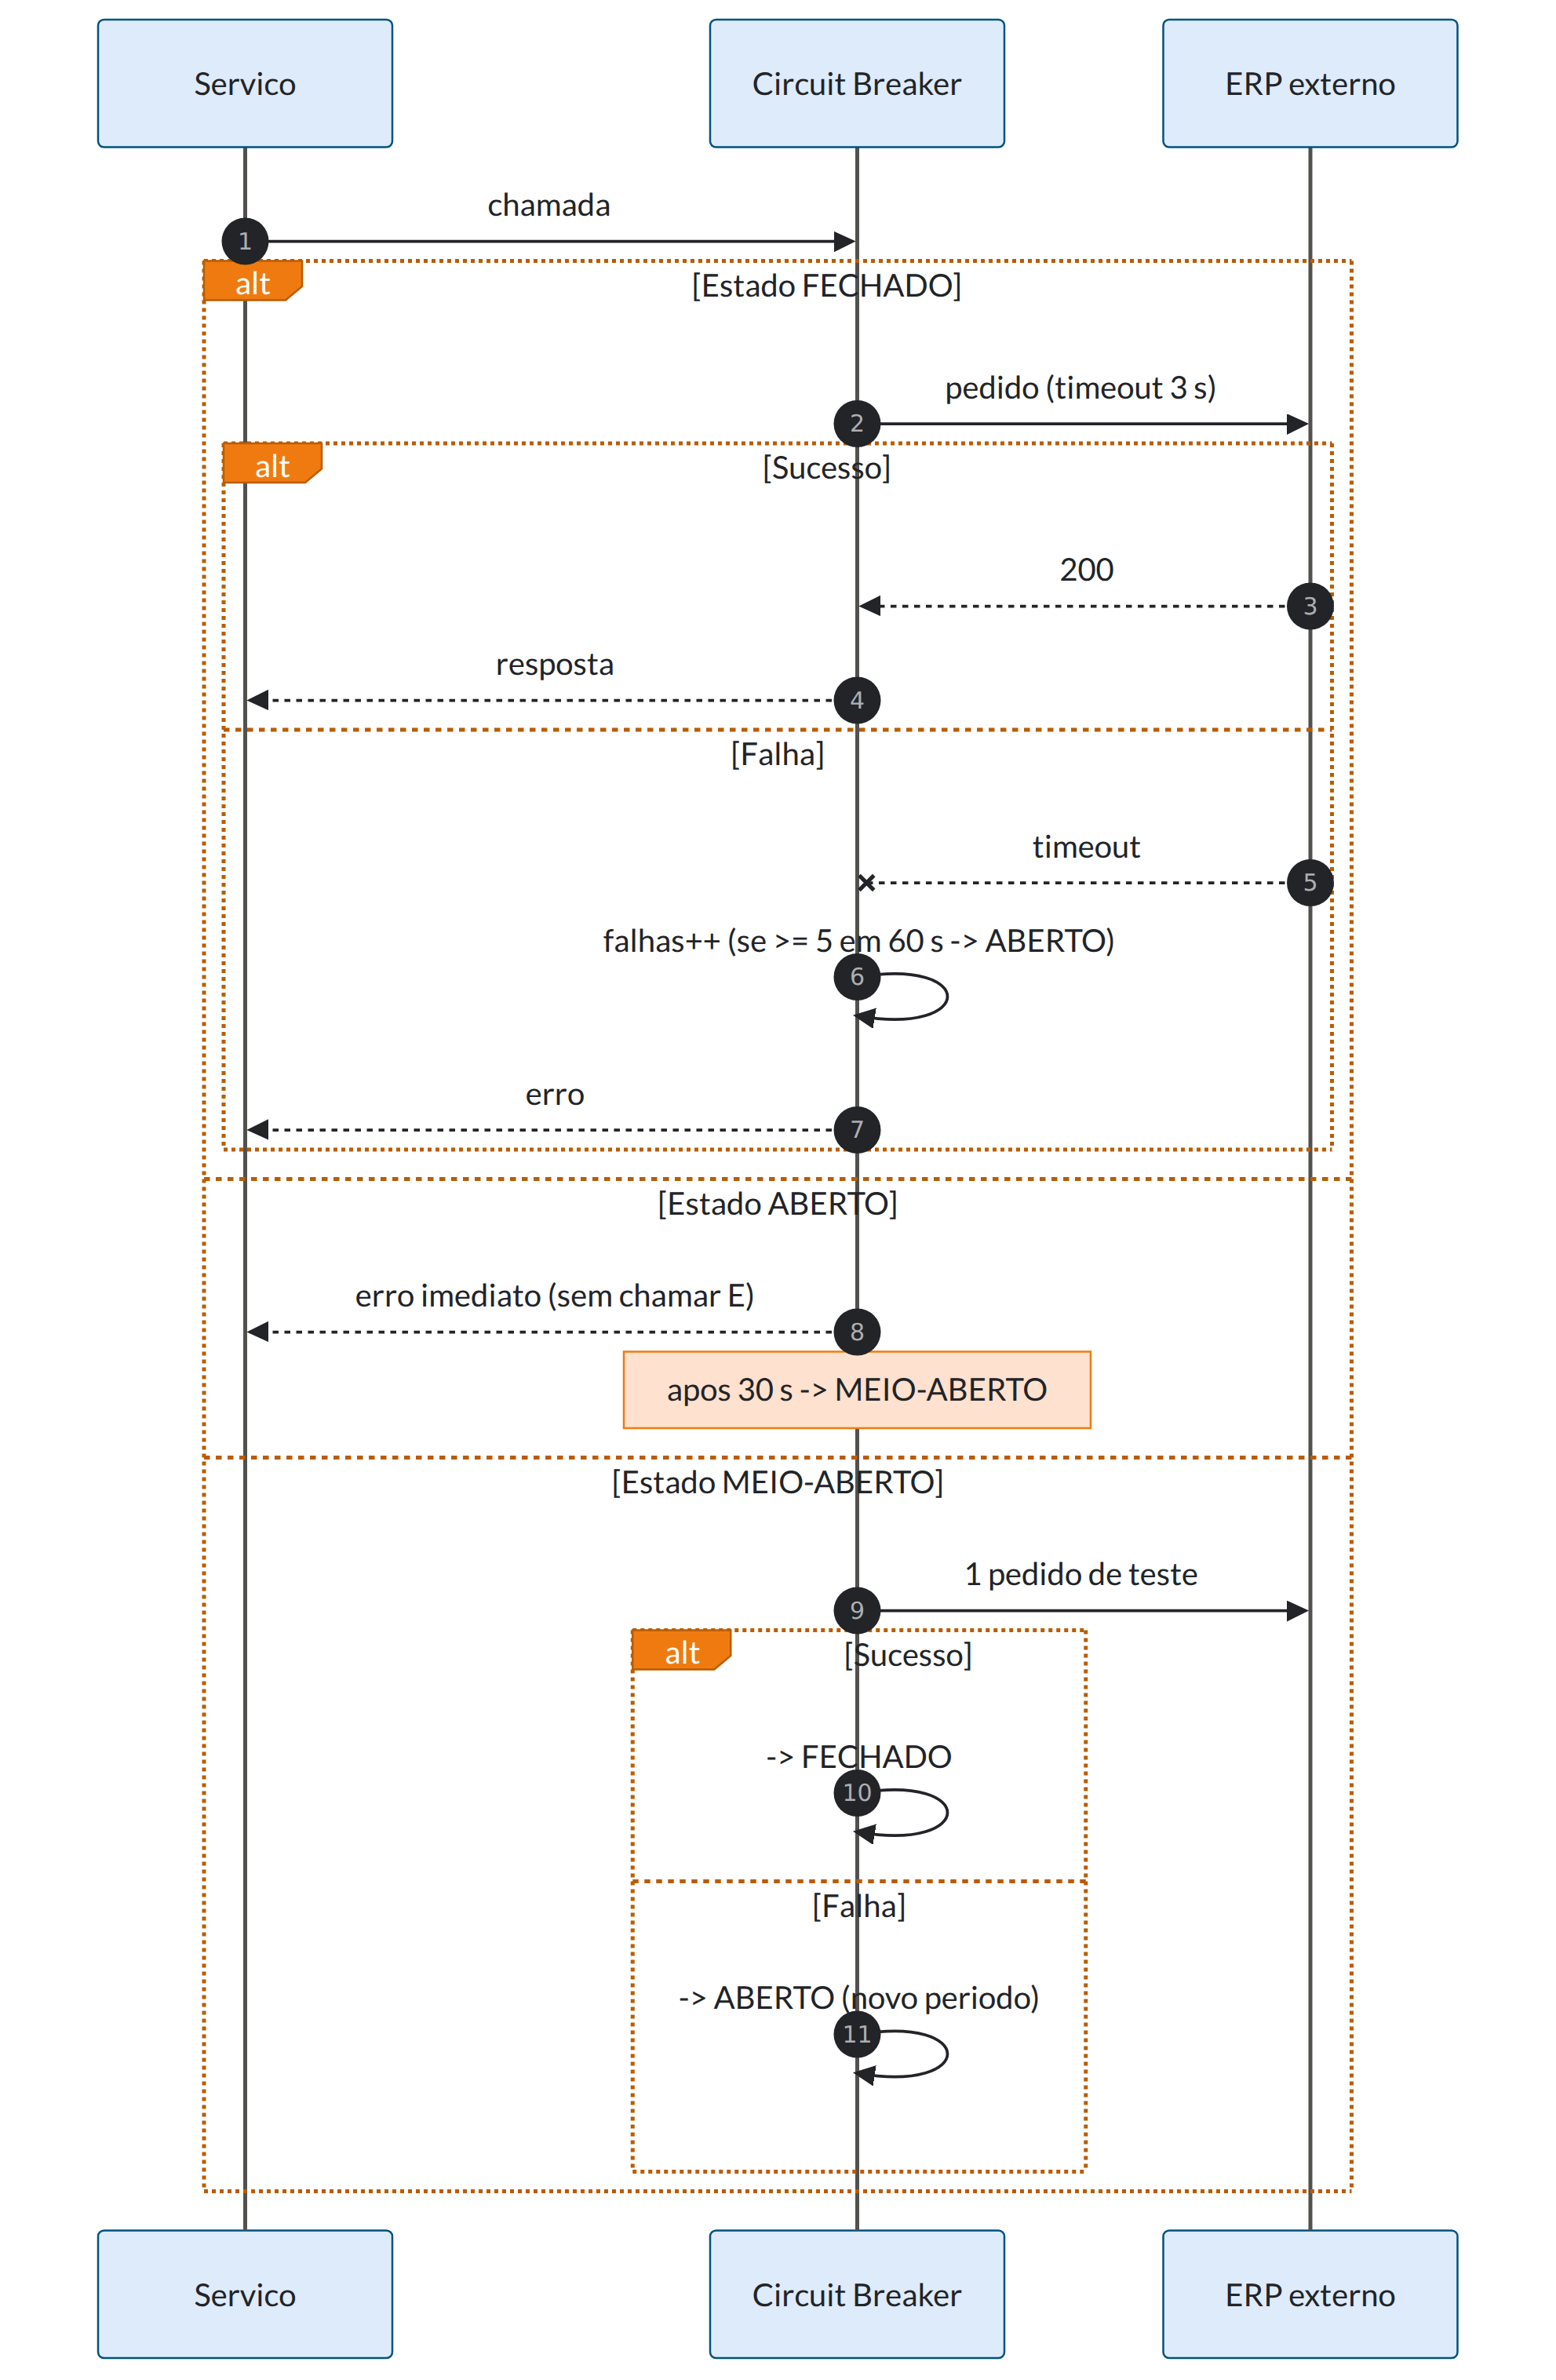 Servico
Circuit Breaker
ERP externo
chamada
1
alt
[Estado FECHADO]
pedido (timeout 3 s)
2
alt
[Sucesso]
200
3
resposta
4
[Falha]
timeout
5
falhas++ (se >= 5 em 60 s -> ABERTO)
6
erro
7
[Estado ABERTO]
erro imediato (sem chamar E)
8
apos 30 s -> MEIO-ABERTO
[Estado MEIO-ABERTO]
1 pedido de teste
9
alt
[Sucesso]
-> FECHADO
10
[Falha]
-> ABERTO (novo periodo)
11
Servico
Circuit Breaker
ERP externo